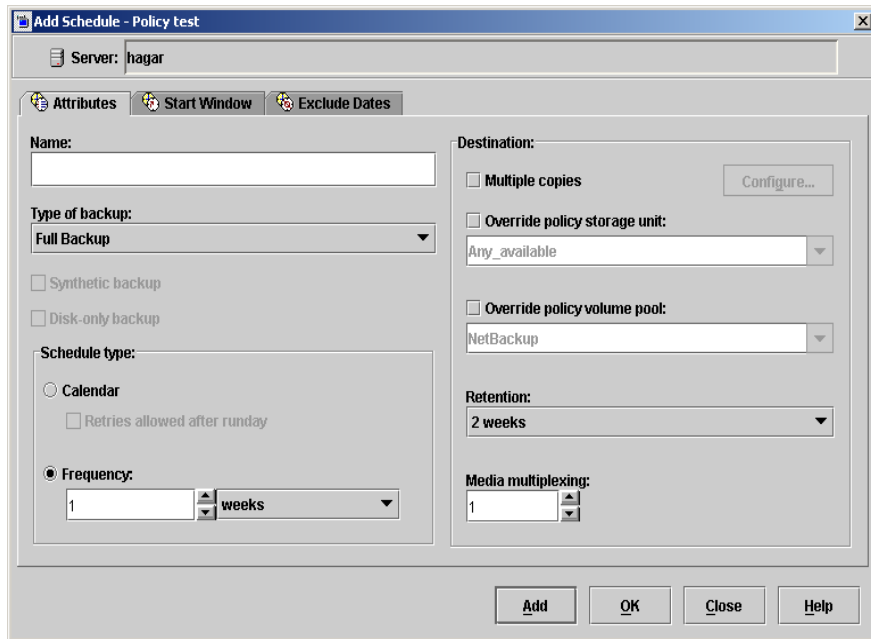 Add Schedule - Policy test
Server: hagar
Attributes
Start Window
Exclude Dates
Name:
Type of backup:
Full Backup
Synthetic backup
Disk-only backup
Schedule type:
Calendar
Retries allowed after runday
Frequency:
1 weeks
Destination:
Multiple copies
Configure...
Override policy storage unit:
Any_available
Override policy volume pool:
NetBackup
Retention:
2 weeks
Media multiplexing:
1
Add
OK
Close
Help